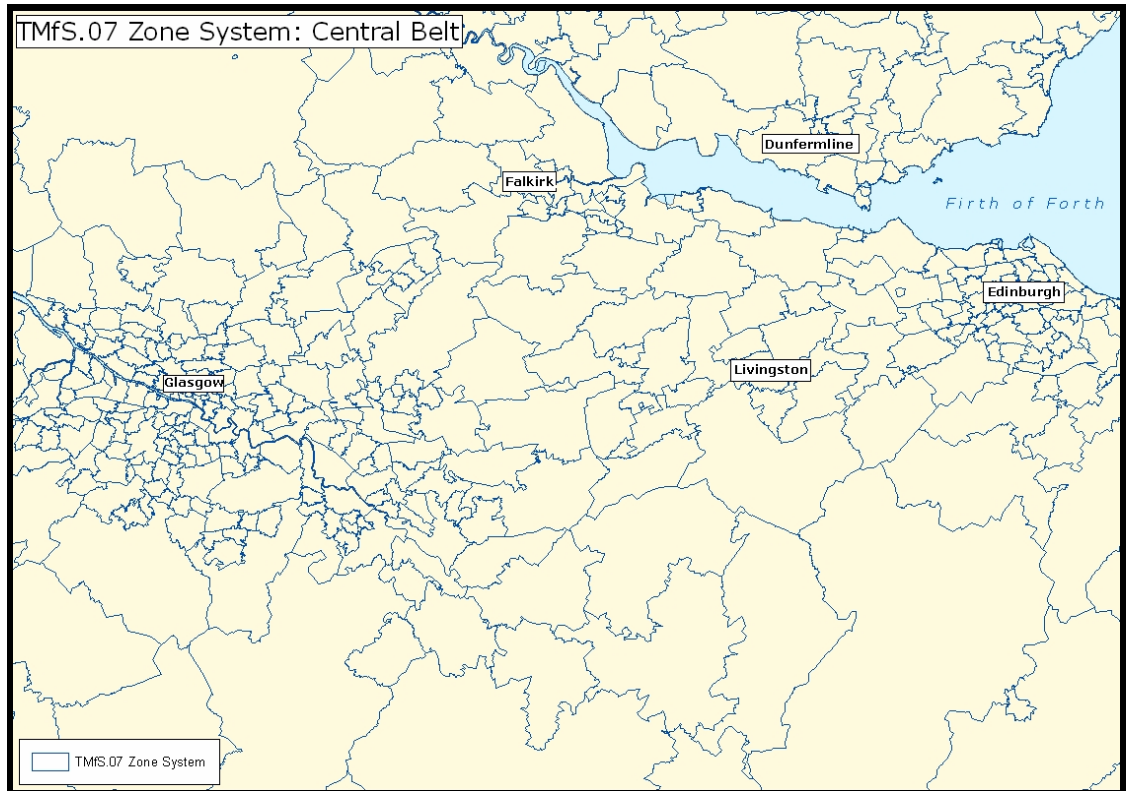 TMfS.07 Zone System: Central Belt
Dunfermline
Falkirk
Firth of Forth
Edinburgh
Livingston
Glasgow
TMfS.07 Zone System